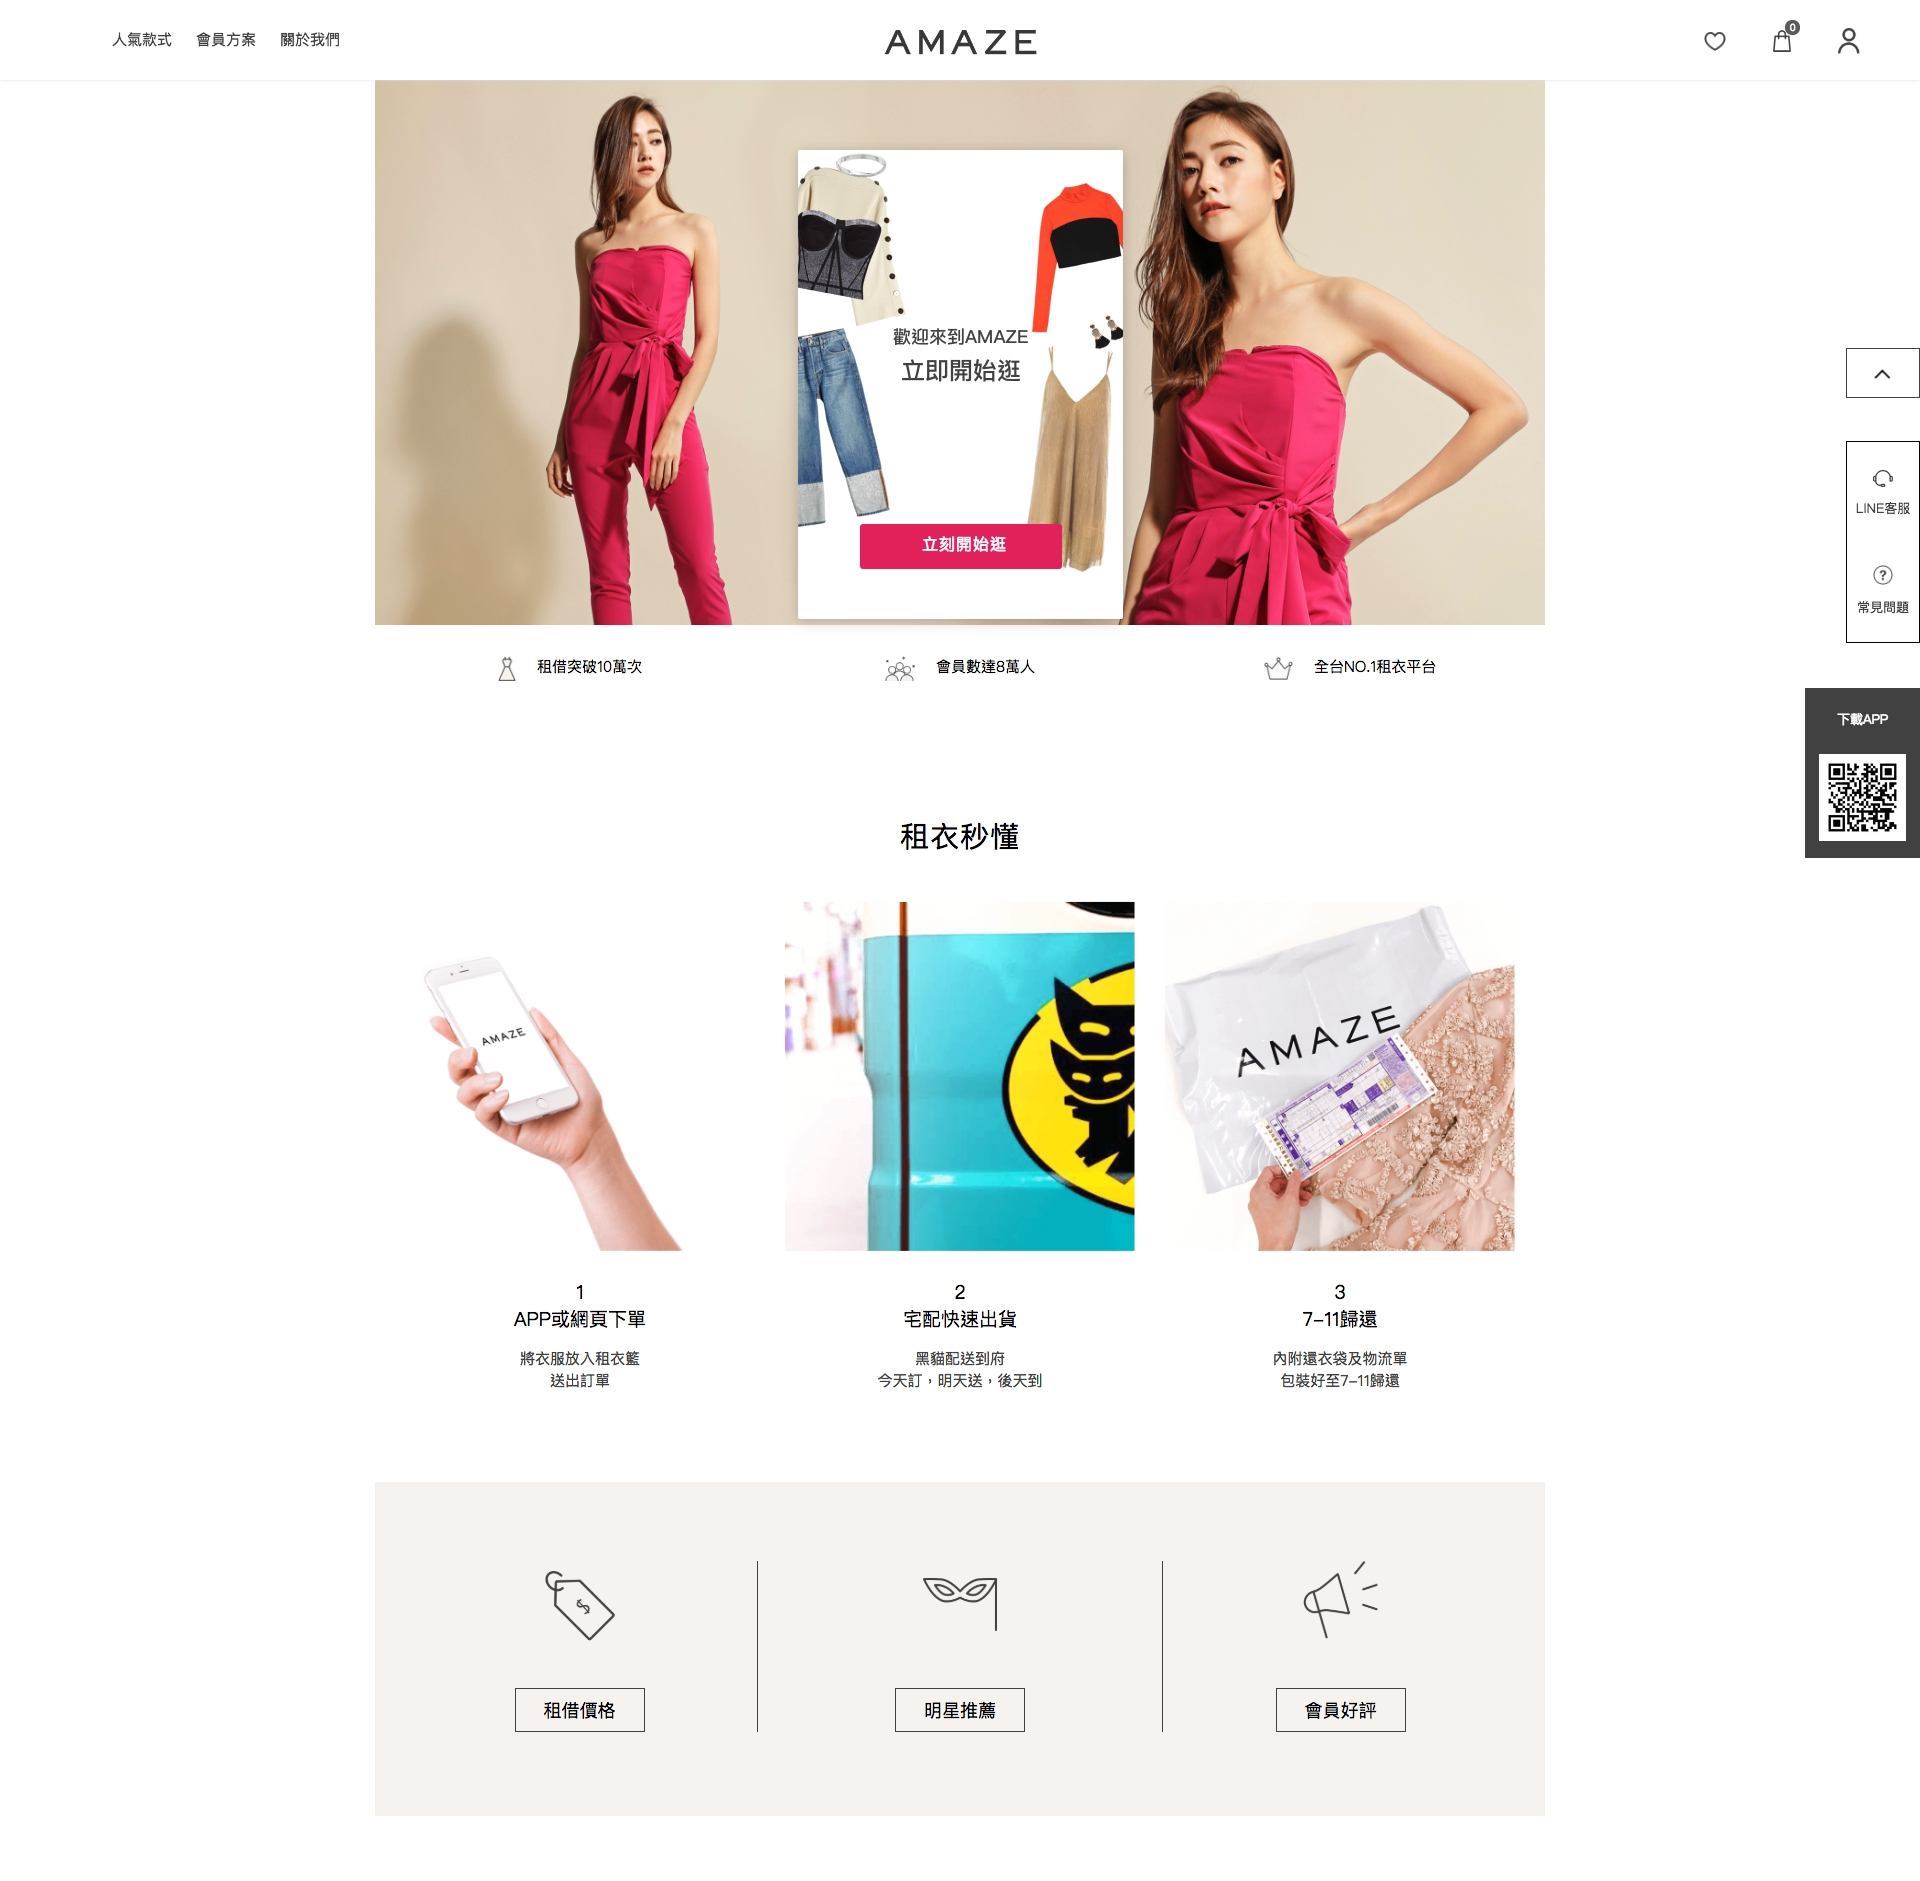 人氣款式 會員方案 關於我們
AMAZE
0
歡迎來到AMAZE
立即開始逛
立刻開始逛
LINE客服
常見問題
租借突破10萬次
會員數達8萬人
全台NO.1租衣平台
下載APP
租衣秒懂
AMAZE
AMAZE
1
APP或網頁下單
將衣服放入租衣籃
送出訂單
2
宅配快速出貨
黑貓配送到府
今天訂，明天送，後天到
3
7-11歸還
內附還衣袋及物流單
包裝好至7-11歸還
$
租借價格
明星推薦
會員好評